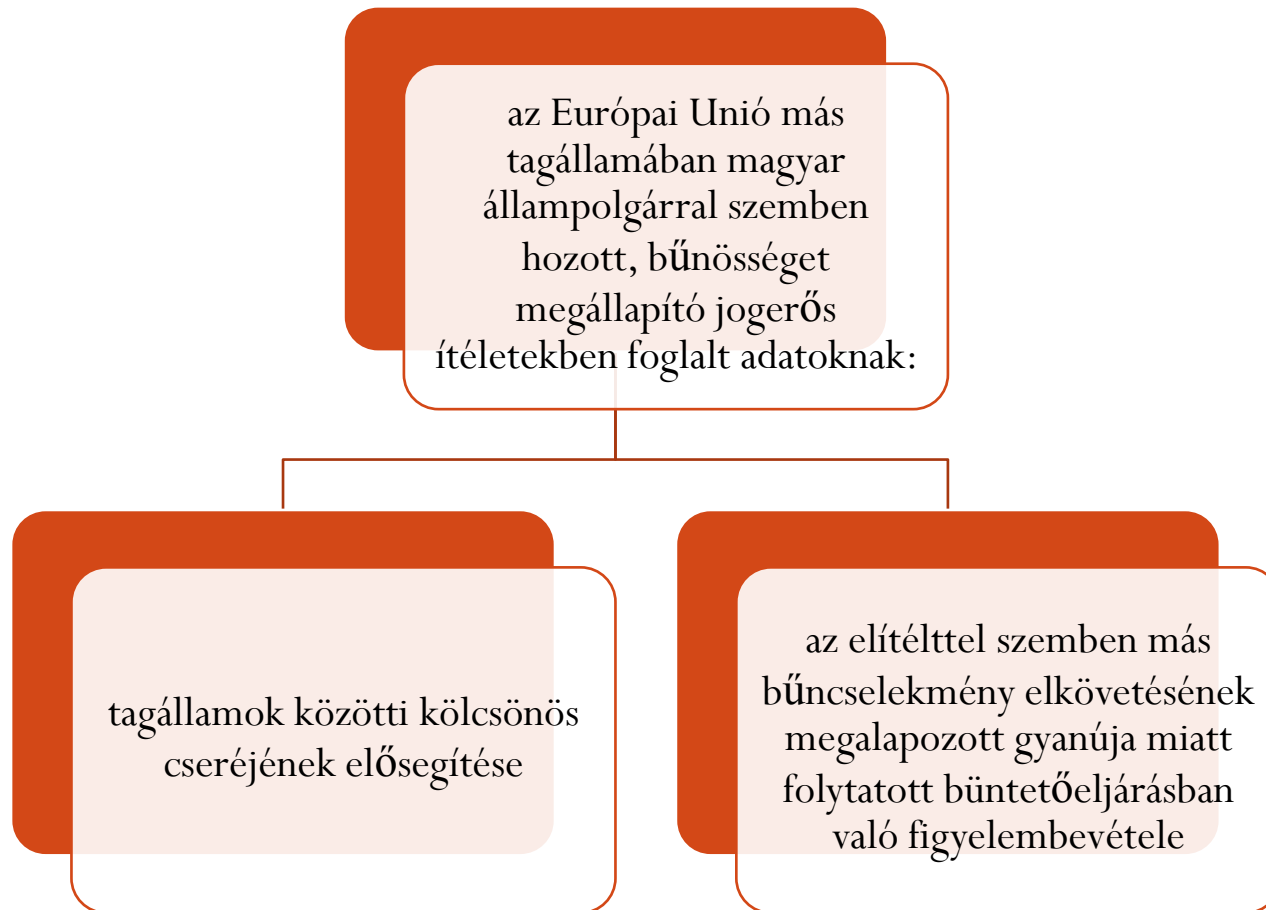 az Európai Unió más
tagállamában magyar
állampolgárral szemben
hozott, bűnösséget
megállapító jogerős
ítéletekben foglalt adatoknak:
tagállamok közötti kölcsönös
cseréjének elősegítése
az elítélttel szemben más
bűncselekmény elkövetésének
megalapozott gyanúja miatt
folytatott büntetőeljárásban
való figyelembevétele